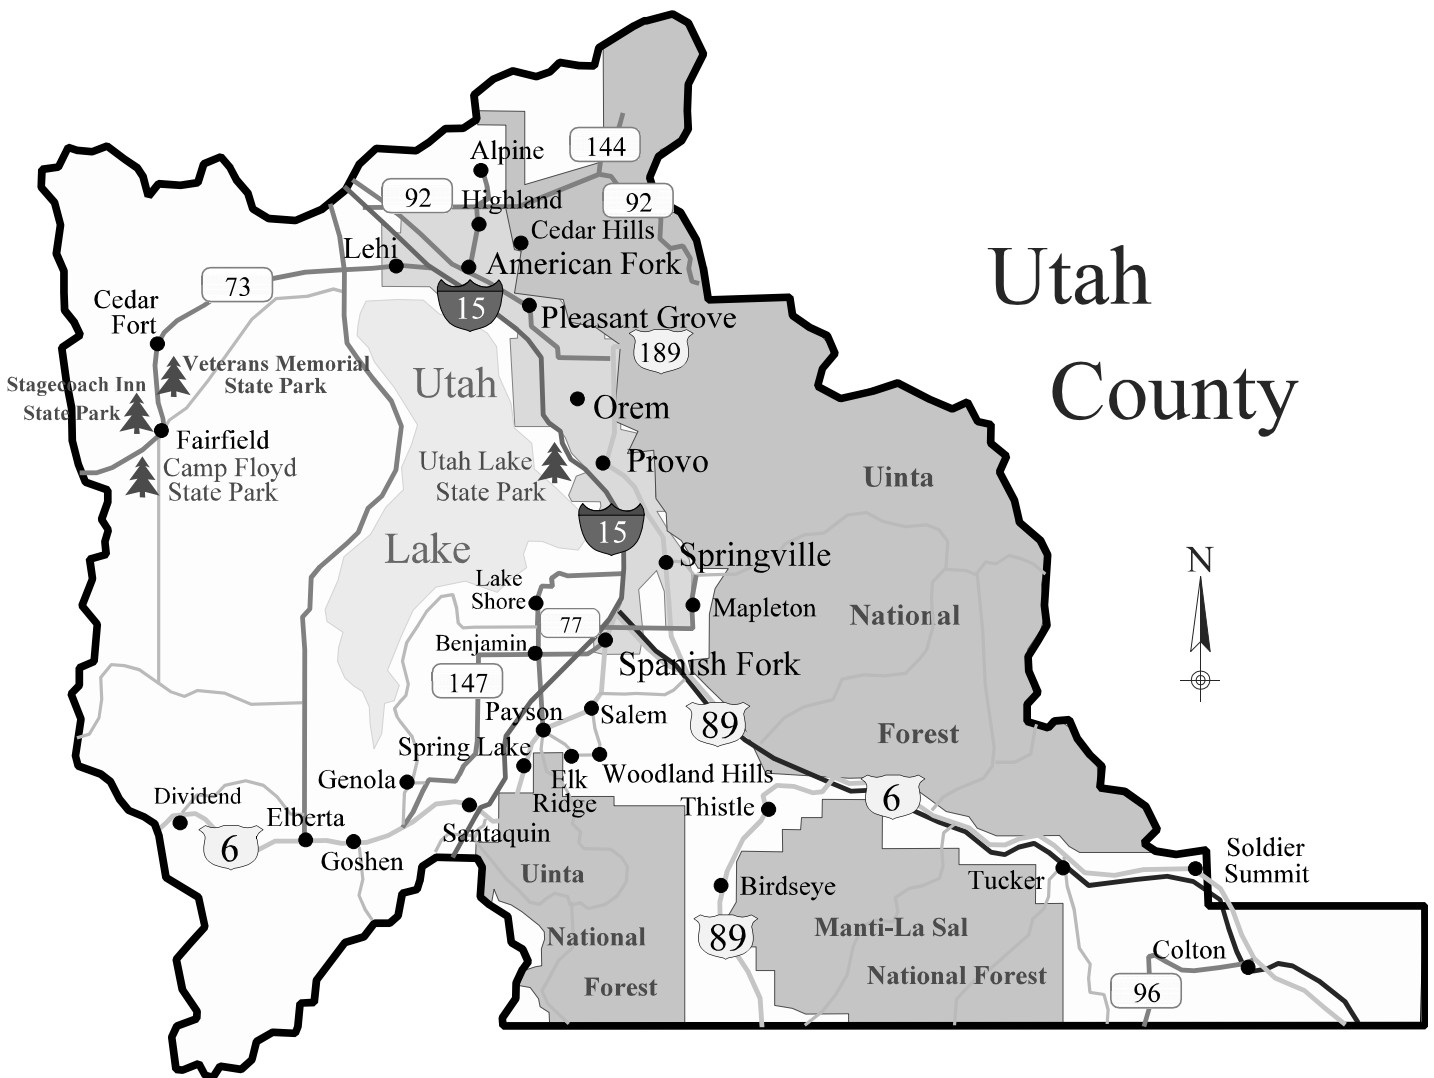 Alpine
144
92
Highland
92
Cedar Hills
Lehi
American Fork
Utah
County
73
Cedar
Fort
15
Pleasant Grove
189
Veterans Memorial
State Park
Stagecoach Inn
State Park
Utah
Lake
Orem
Fairfield
Camp Floyd
State Park
Utah Lake
State Park
Provo
Uinta
National
Forest
15
Springville
N
Lake
Shore
77
Mapleton
Benjamin
Spanish Fork
147
Payson
Salem
89
Spring Lake
Genola
Elk
Ridge
Woodland Hills
Thistle
6
Dividend
Elberta
6
Goshen
Santaquin
Uinta
National
Forest
Birdseye
89
Manti-La Sal
National Forest
Tucker
Soldier
Summit
Colton
96